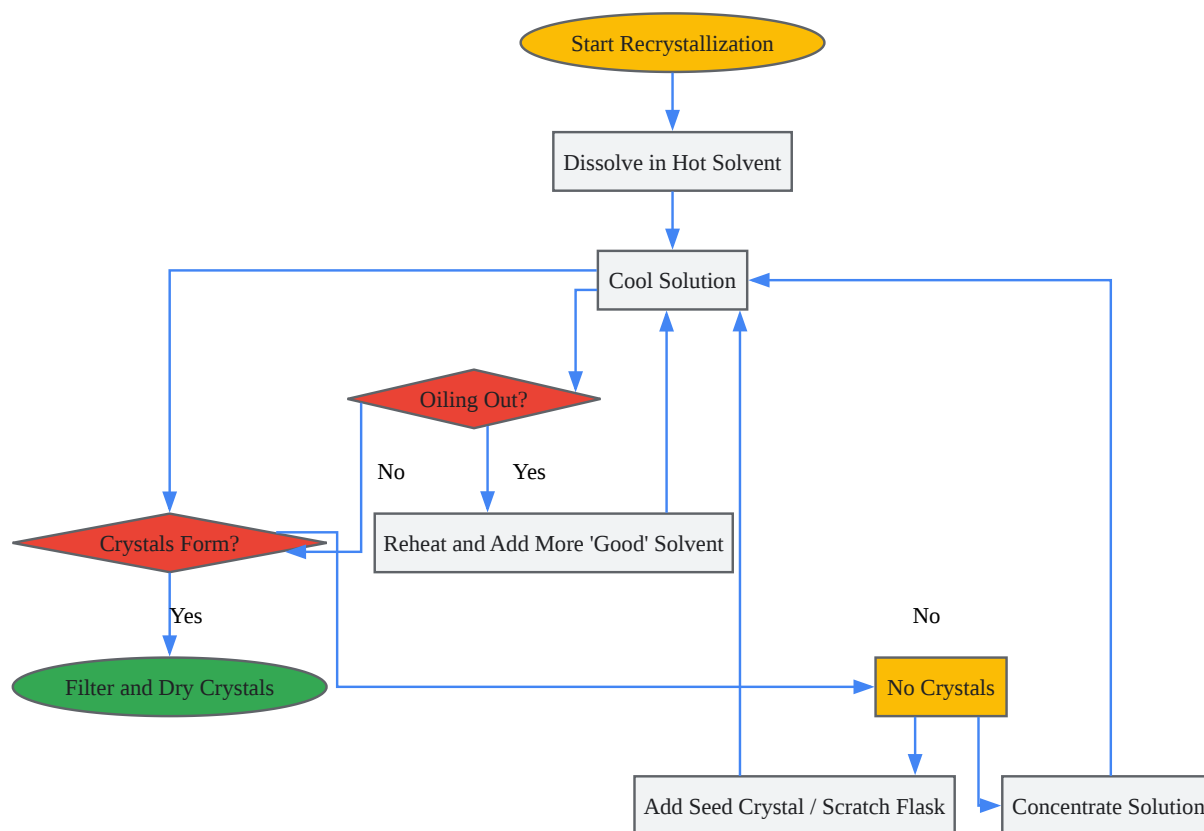 Start Recrystallization
Dissolve in Hot Solvent
Cool Solution
Oiling Out?
No
Yes
Crystals Form?
Reheat and Add More 'Good' Solvent
Yes
No
Filter and Dry Crystals
No Crystals
Add Seed Crystal / Scratch Flask
Concentrate Solution